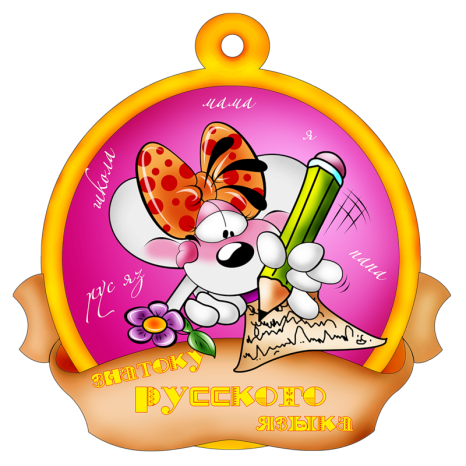 мама
я
школа
папа
рус яз
знатоку
русского
языка